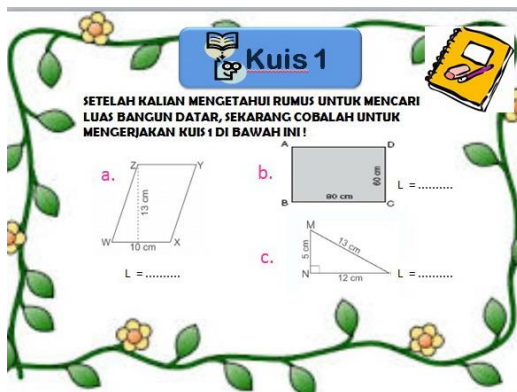 Kuis 1
SETELAH KALIAN MENGETAHUI RUMUS UNTUK MENCARI
LUAS BANGUN DATAR, SEKARANG COBALAH UNTUK
MENGERJAKAN KUIS 1 DI BAWAH INI !
a.
Z
Y
13 cm
W
X
10 cm
L = ..........
b.
A
D
60 cm
B
90 cm
C
L = ..........
c.
M
5 cm
13 cm
N
12 cm
L = ..........